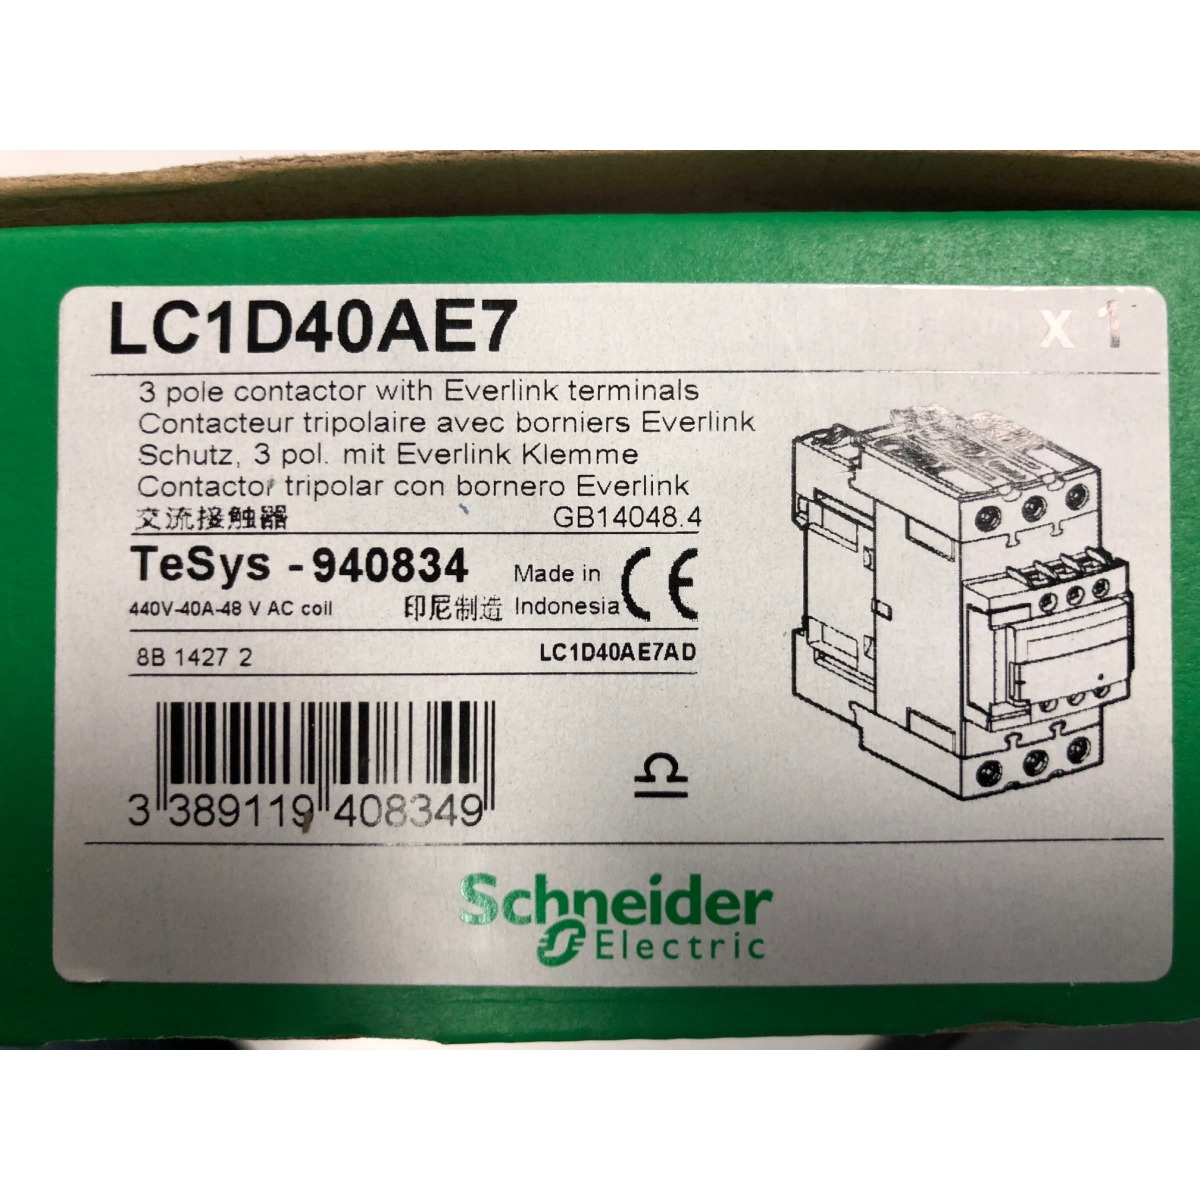 LC1D40AE7 x 1
3 pole contactor with Everlink terminals
Contacteur tripolaire avec borniers Everlink
Schutz, 3 pol. mit Everlink Klemme
Contactor tripolar con bornero Everlink
交流接触器 GB14048.4
TeSys - 940834 Made in CE
440V-40A-48 V AC coil 印尼制造 Indonesia
8B 1427 2 LC1D40AE7AD
3 389119 408349
Schneider
Electric